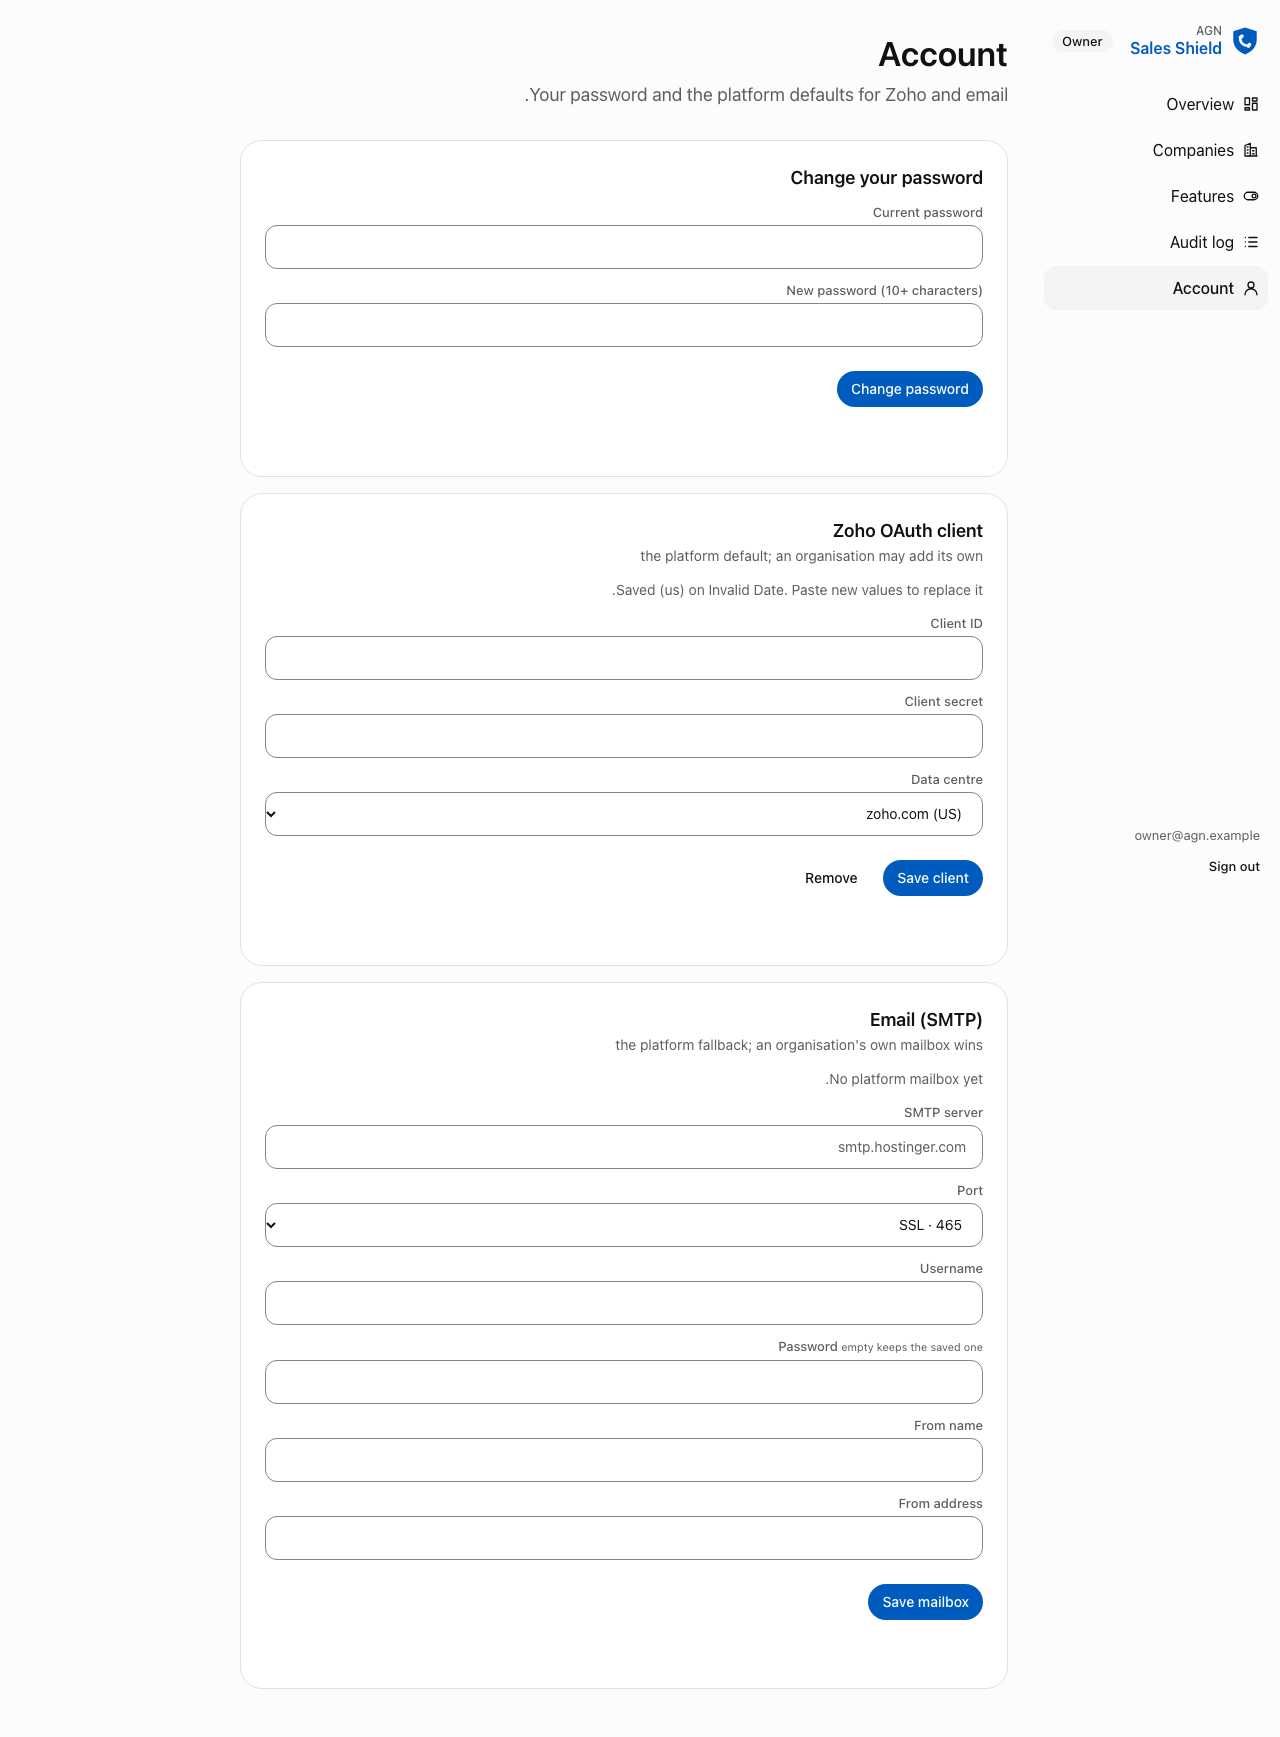 AGN
Sales Shield
Owner
Overview
Companies
Features
Audit log
Account
owner@agn.example
Sign out
Account
.Your password and the platform defaults for Zoho and email
Change your password
Current password
New password (10+ characters)
Change password
Zoho OAuth client
the platform default; an organisation may add its own
.Saved (us) on Invalid Date. Paste new values to replace it
Client ID
Client secret
Data centre
zoho.com (US)
Save client
Remove
Email (SMTP)
the platform fallback; an organisation's own mailbox wins
.No platform mailbox yet
SMTP server
smtp.hostinger.com
Port
SSL · 465
Username
Password empty keeps the saved one
From name
From address
Save mailbox